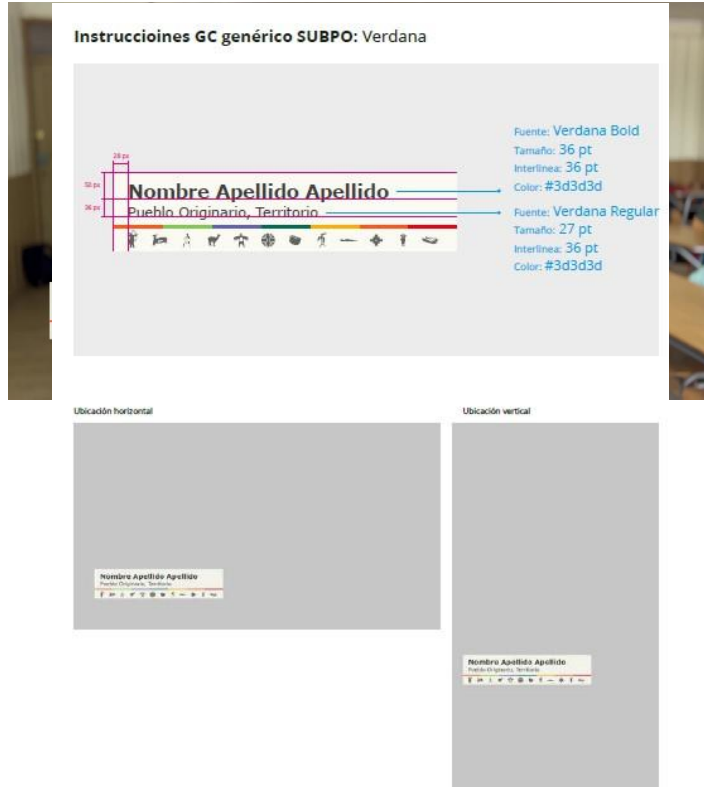 Instruccioines GC genérico SUBPO: Verdana
28 px
50 px
36 px
Nombre Apellido Apellido
Pueblo Originario, Territorio
Fuente: Verdana Bold
Tamaño: 36 pt
Interlinea: 36 pt
Color: #3d3d3d
Fuente: Verdana Regular
Tamaño: 27 pt
Interlinea: 36 pt
Color: #3d3d3d
Ubicación horizontal
Nombre Apellido Apellido
Pueblo Originario, Territorio
Ubicación vertical
Nombre Apellido Apellido
Pueblo Originario, Territorio